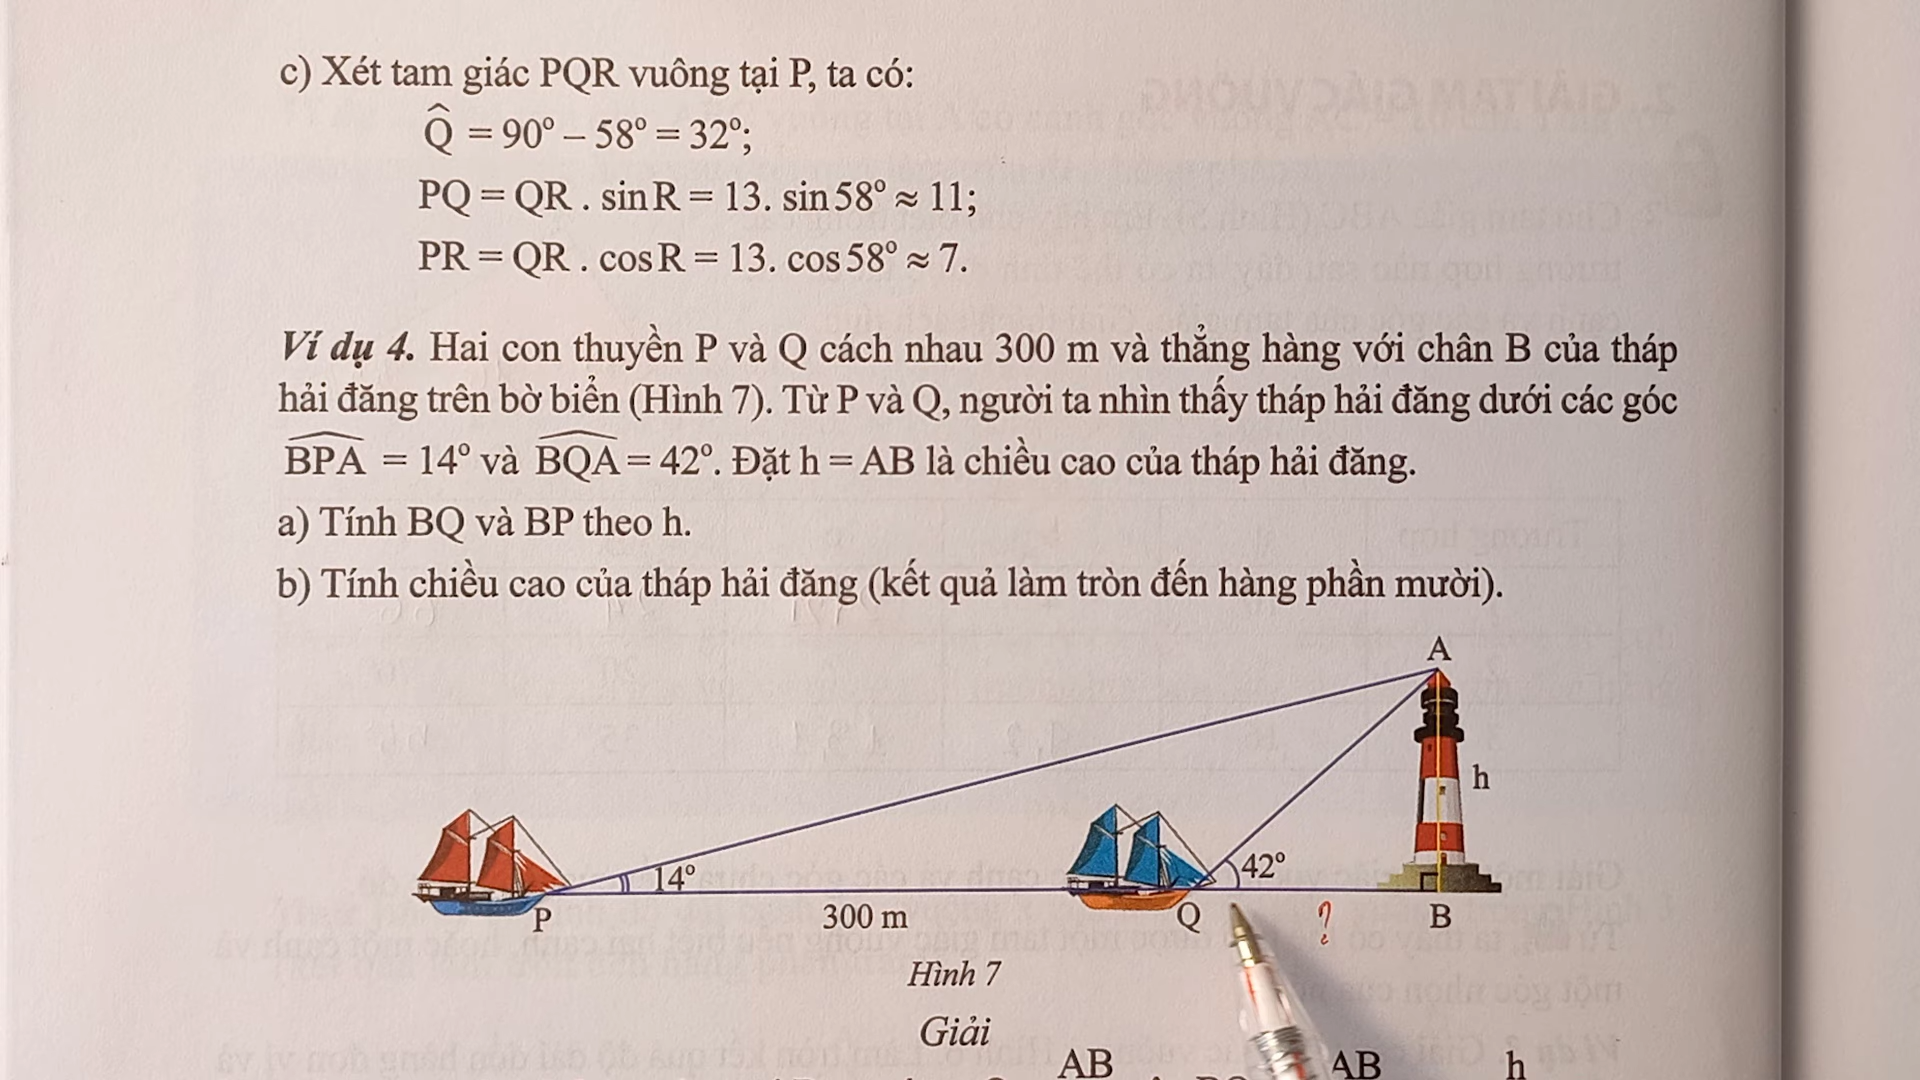 c) Xét tam giác PQR vuông tại P, ta có:
Q̂ = 90° – 58° = 32°;
PQ = QR . sin R = 13. sin 58° ≈ 11;
PR = QR . cos R = 13. cos 58° ≈ 7.
Ví dụ 4. Hai con thuyền P và Q cách nhau 300 m và thẳng hàng với chân B của tháp
hải đăng trên bờ biển (Hình 7). Từ P và Q, người ta nhìn thấy tháp hải đăng dưới các góc
BPA = 14° và BQA = 42°. Đặt h = AB là chiều cao của tháp hải đăng.
a) Tính BQ và BP theo h.
b) Tính chiều cao của tháp hải đăng (kết quả làm tròn đến hàng phần mười).
A
h
14°
42°
P
300 m
Q
?
B
Hình 7
Giải
AB AB h